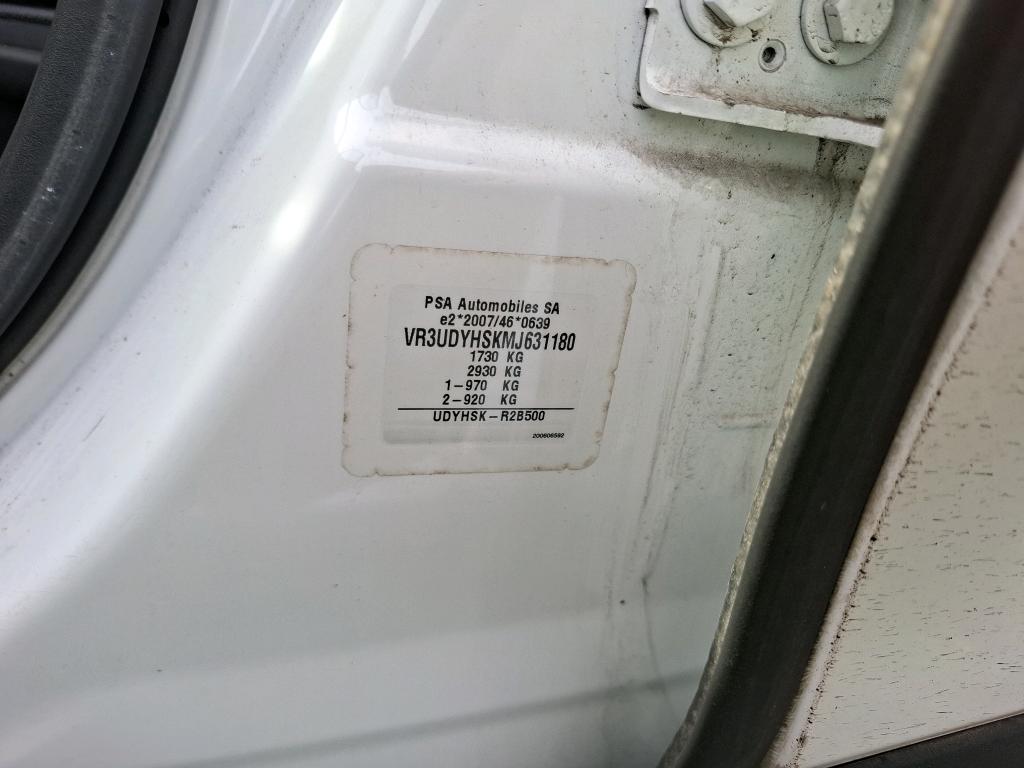 PSA Automobiles SA
e2*2007/46*0639
VR3UDYHSKMJ631180
1730 KG
2930 KG
1-970 KG
2-920 KG
UDYHSK-R2B500
200606592